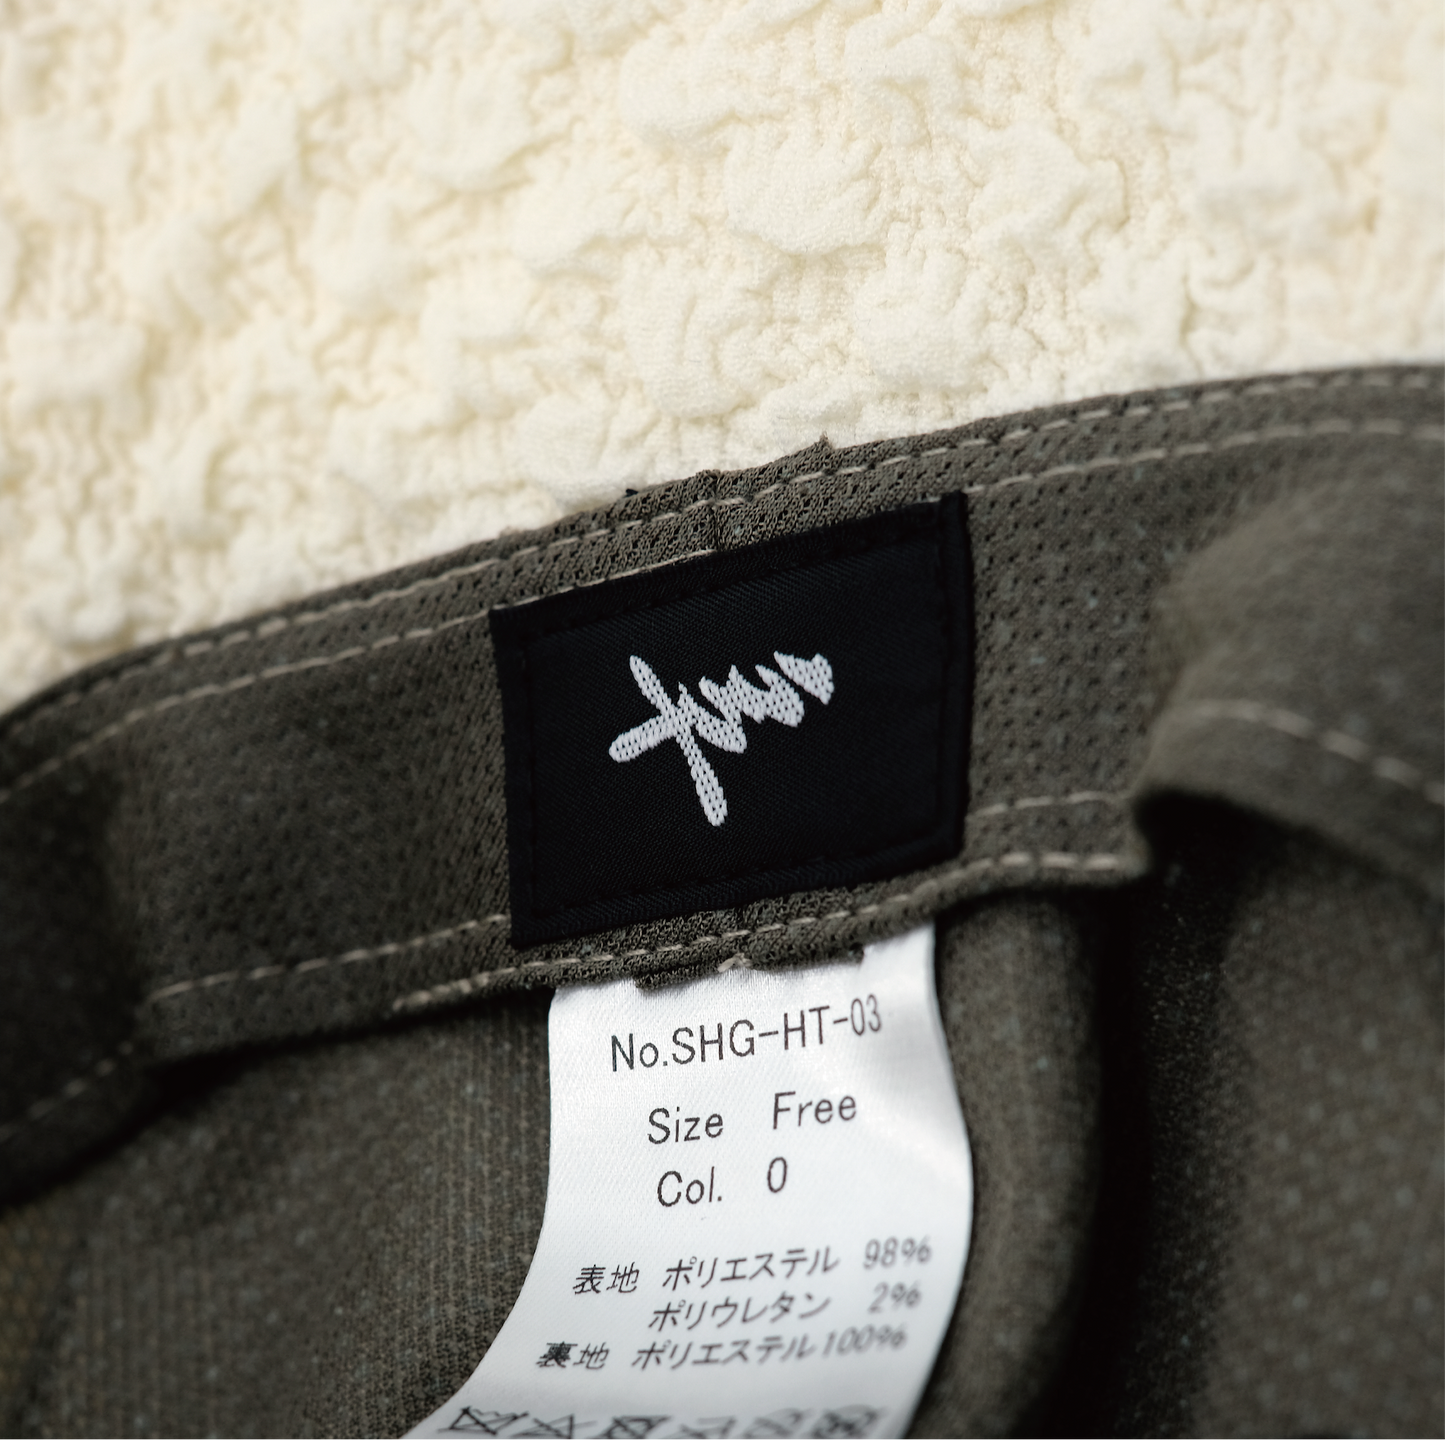 No.SHG-HT-03
Size Free
Col. 0
表地 ポリエステル 98%
ポリウレタン 2%
裏地 ポリエステル100%